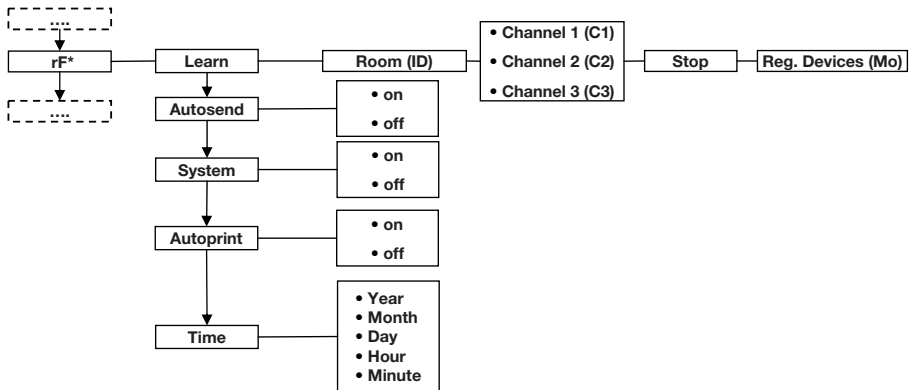 ....
rF*
....
Learn
Room (ID)
• Channel 1 (C1)
• Channel 2 (C2)
• Channel 3 (C3)
Stop
Reg. Devices (Mo)
Autosend
• on
• off
System
• on
• off
Autoprint
• on
• off
Time
• Year
• Month
• Day
• Hour
• Minute